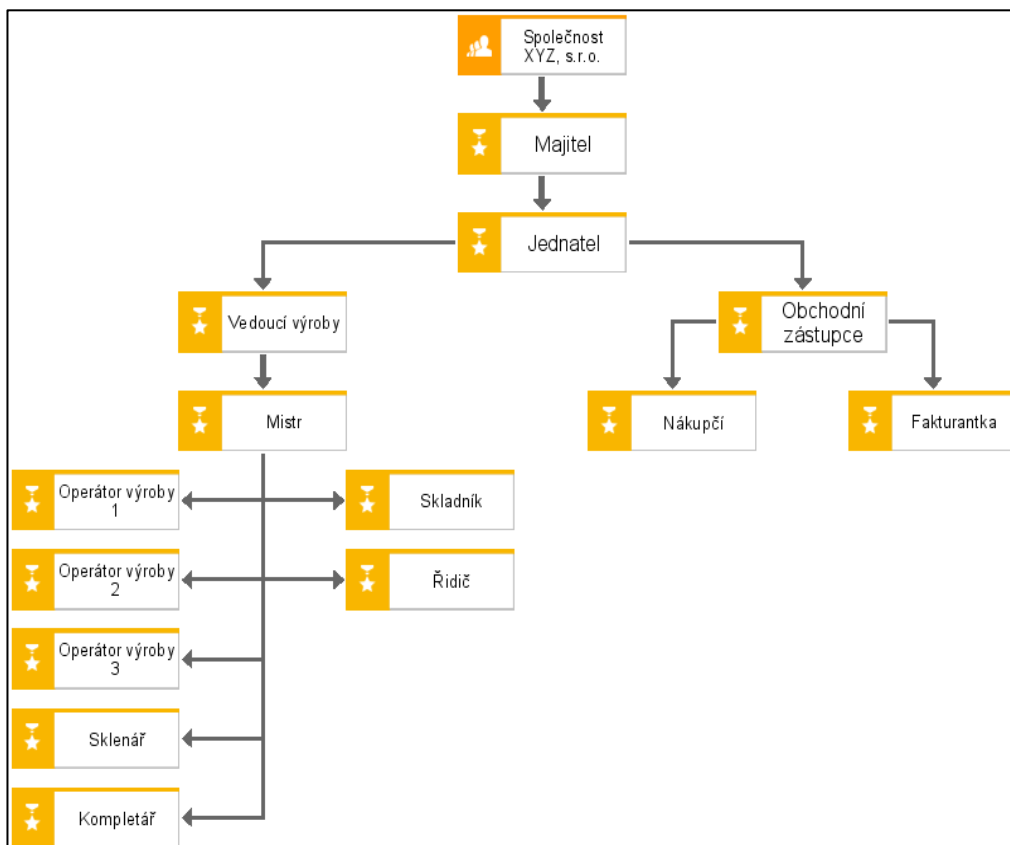 Společnost
XYZ, s.r.o.
Majitel
Jednatel
Vedoucí výroby
Obchodní
zástupce
Mistr
Nákupčí
Fakturantka
Operátor výroby
1
Skladník
Operátor výroby
2
Řidič
Operátor výroby
3
Sklenář
Kompletář